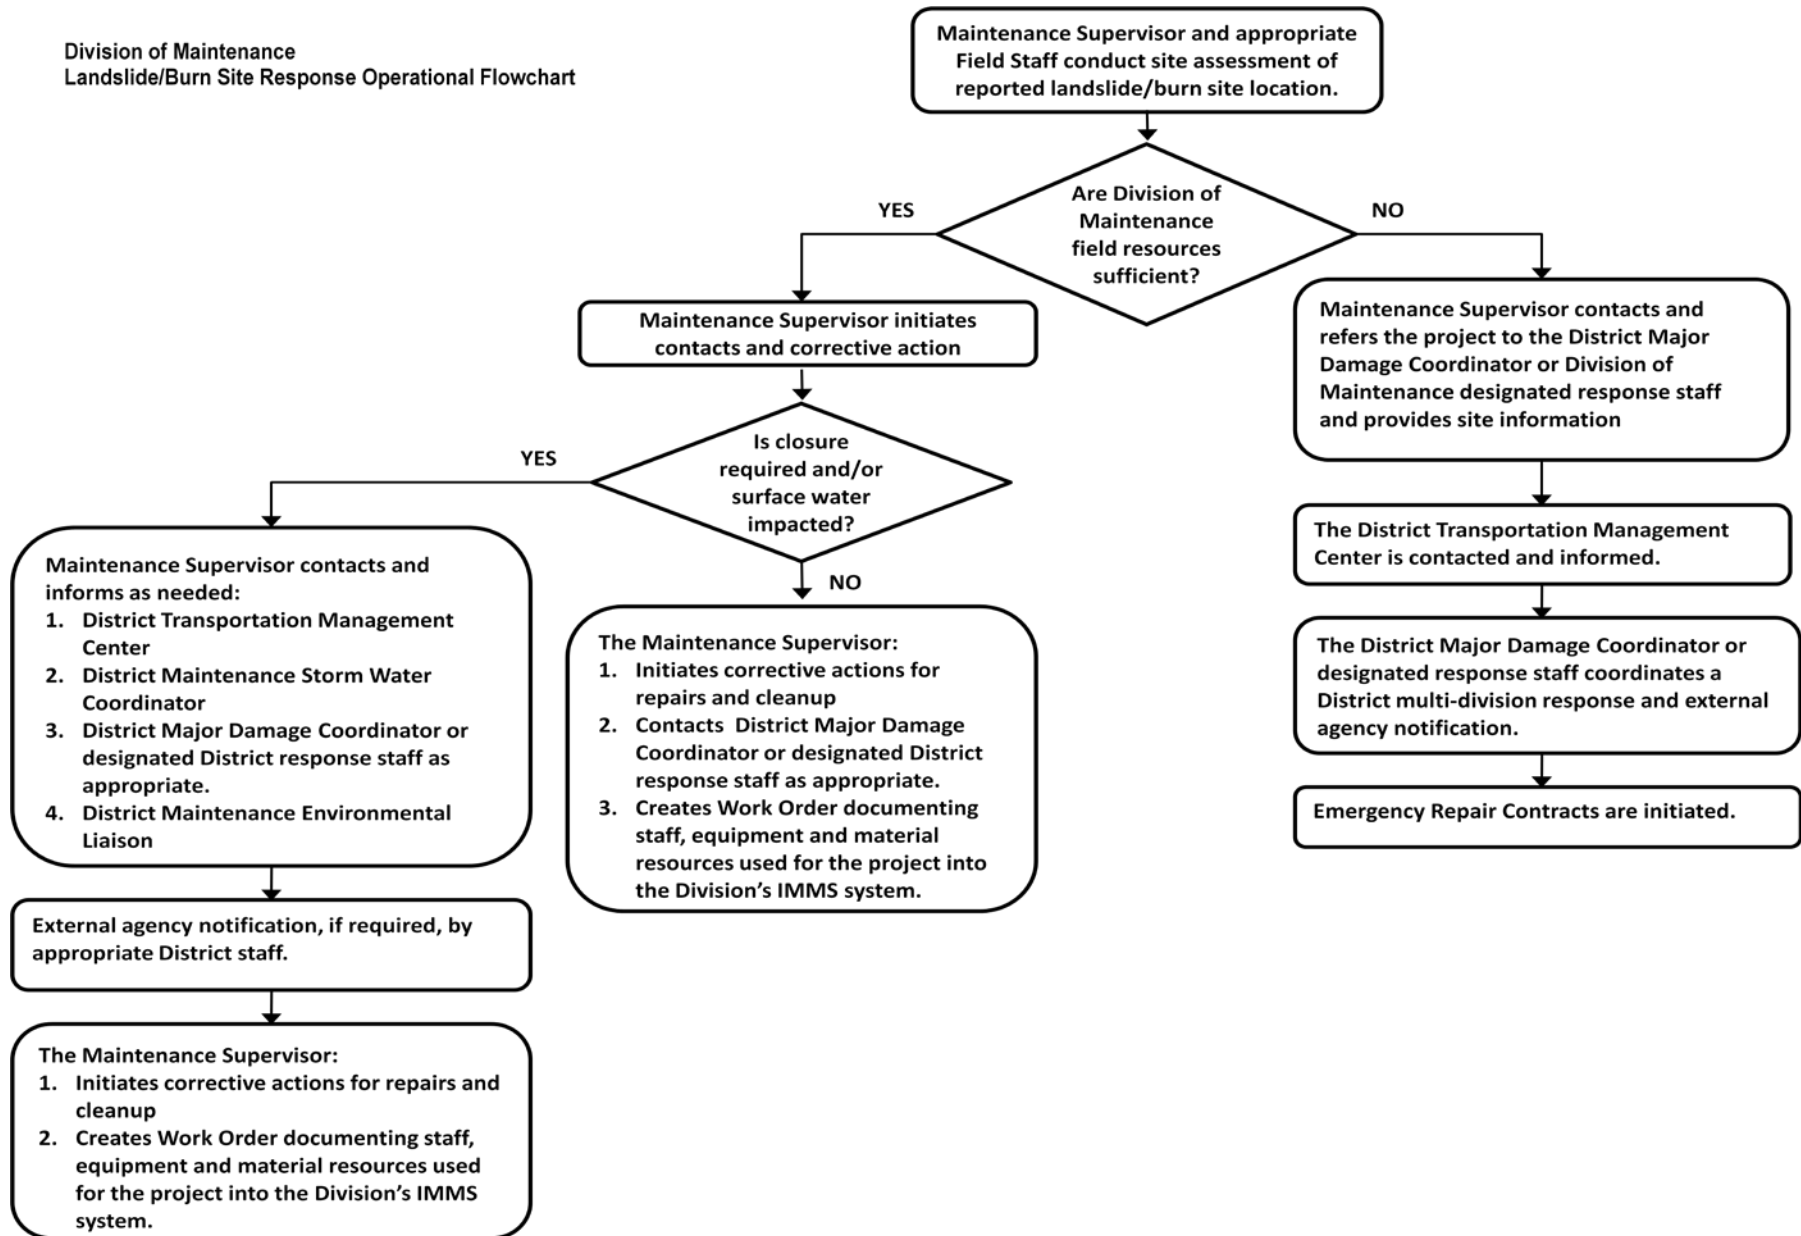 Division of Maintenance
Landslide/Burn Site Response Operational Flowchart
Maintenance Supervisor and appropriate
Field Staff conduct site assessment of
reported landslide/burn site location.
Are Division of
Maintenance
field resources
sufficient?
YES
NO
Maintenance Supervisor initiates
contacts and corrective action
Is closure
required and/or
surface water
impacted?
YES
NO
Maintenance Supervisor contacts and
informs as needed:
1. District Transportation Management
Center
2. District Maintenance Storm Water
Coordinator
3. District Major Damage Coordinator or
designated District response staff as
appropriate.
4. District Maintenance Environmental
Liaison
External agency notification, if required, by
appropriate District staff.
The Maintenance Supervisor:
1. Initiates corrective actions for repairs and
cleanup
2. Creates Work Order documenting staff,
equipment and material resources used
for the project into the Division’s IMMS
system.
The Maintenance Supervisor:
1. Initiates corrective actions for
repairs and cleanup
2. Contacts District Major Damage
Coordinator or designated District
response staff as appropriate.
3. Creates Work Order documenting
staff, equipment and material
resources used for the project into
the Division’s IMMS system.
Maintenance Supervisor contacts and
refers the project to the District Major
Damage Coordinator or Division of
Maintenance designated response staff
and provides site information
The District Transportation Management
Center is contacted and informed.
The District Major Damage Coordinator or
designated response staff coordinates a
District multi-division response and external
agency notification.
Emergency Repair Contracts are initiated.